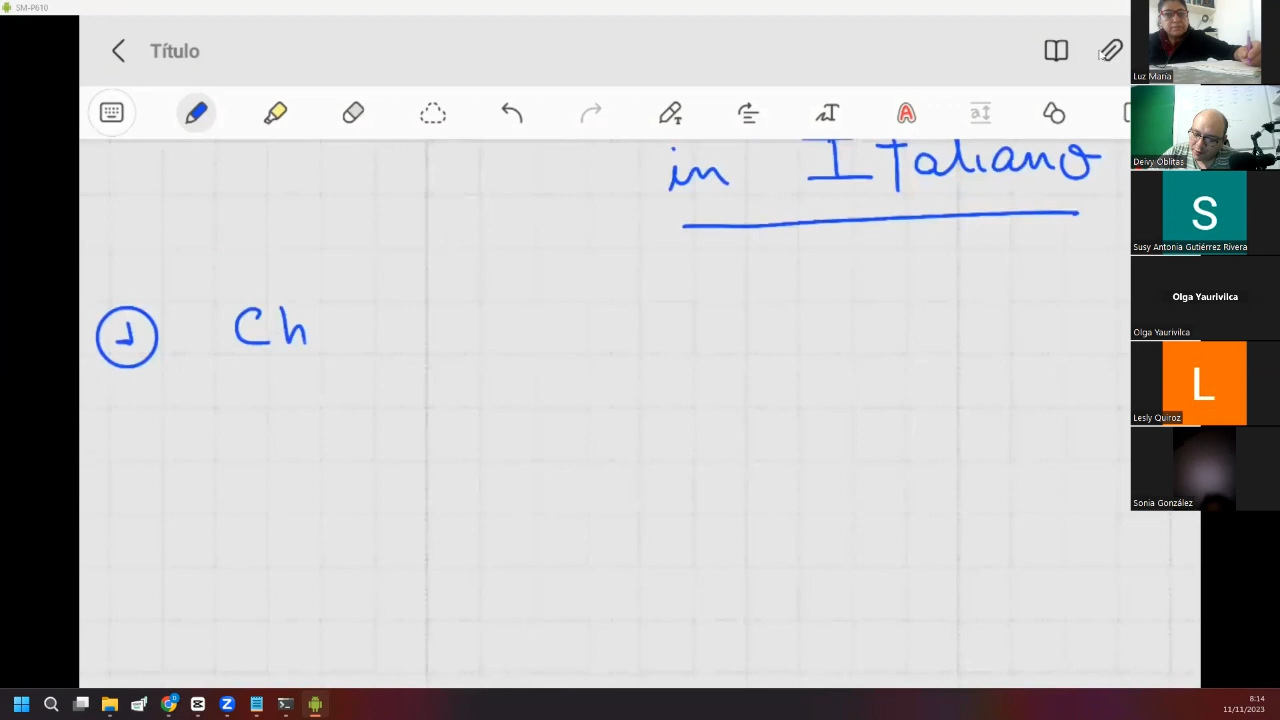 SM-P610
Título
in Italiano
1 Ch
Luz María
Deivy Oblitas
S
Susy Antonia Gutiérrez Rivera
Olga Yaurivilca
Olga Yaurivilca
L
Lesly Quiroz
Sonia González
8:14
11/11/2023